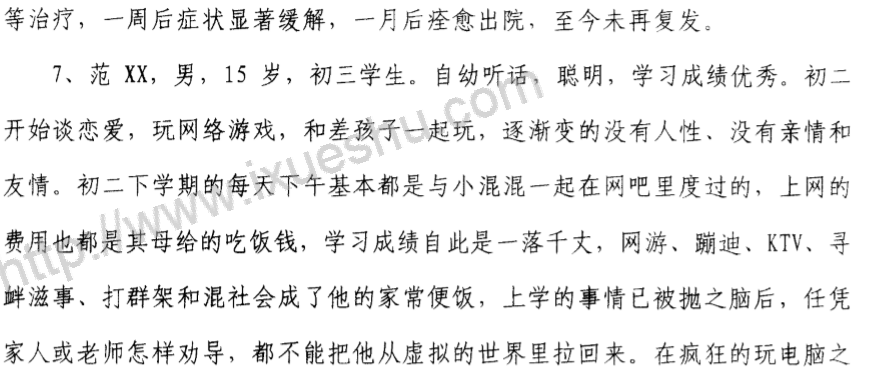 等治疗，一周后症状显著缓解，一月后痊愈出院，至今未再复发。
7、范 XX，男，15 岁，初三学生。自幼听话，聪明，学习成绩优秀。初二
开始谈恋爱，玩网络游戏，和差孩子一起玩，逐渐变的没有人性、没有亲情和
友情。初二下学期的每天下午基本都是与小混混一起在网吧里度过的，上网的
费用也都是其母给的吃饭钱，学习成绩自此是一落千丈，网游、蹦迪、KTV、寻
衅滋事、打群架和混社会成了他的家常便饭，上学的事情已被抛之脑后，任凭
家人或老师怎样劝导，都不能把他从虚拟的世界里拉回来。在疯狂的玩电脑之
http://www.ixueshu.com